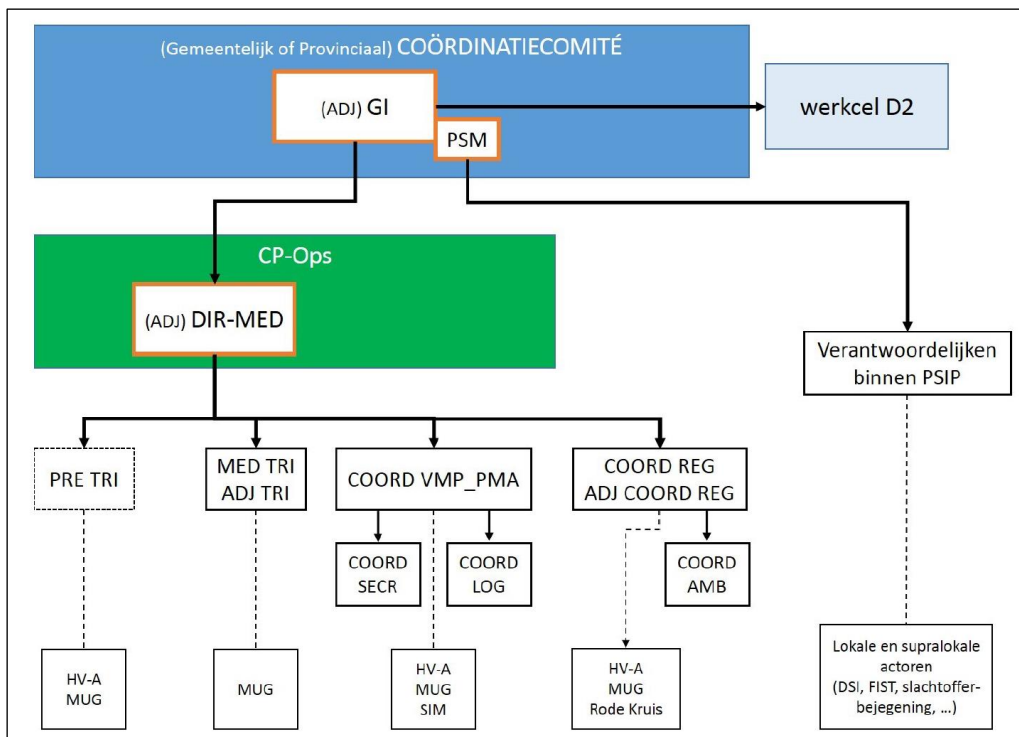 (Gemeentelijk of Provinciaal) COÖRDINATIECOMITÉ
(ADJ) GI
PSM
werkcel D2
CP-Ops
(ADJ) DIR-MED
Verantwoordelijken
binnen PSIP
PRE TRI
MED TRI
ADJ TRI
COORD VMP_PMA
COORD REG
ADJ COORD REG
COORD
SECR
COORD
LOG
COORD
AMB
HV-A
MUG
MUG
HV-A
MUG
SIM
HV-A
MUG
Rode Kruis
Lokale en supralokale
actoren
(DSI, FIST, slachtoffer-
bejegening, ...)